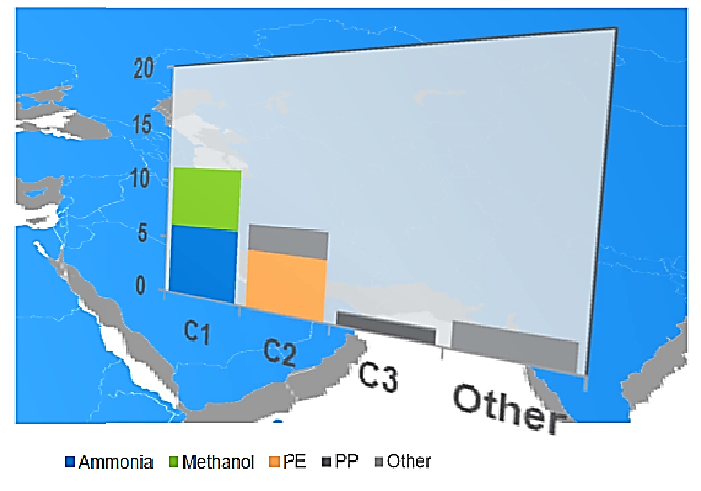 20
15
10
5
0
C1
C2
C3
Other
Ammonia Methanol PE PP Other